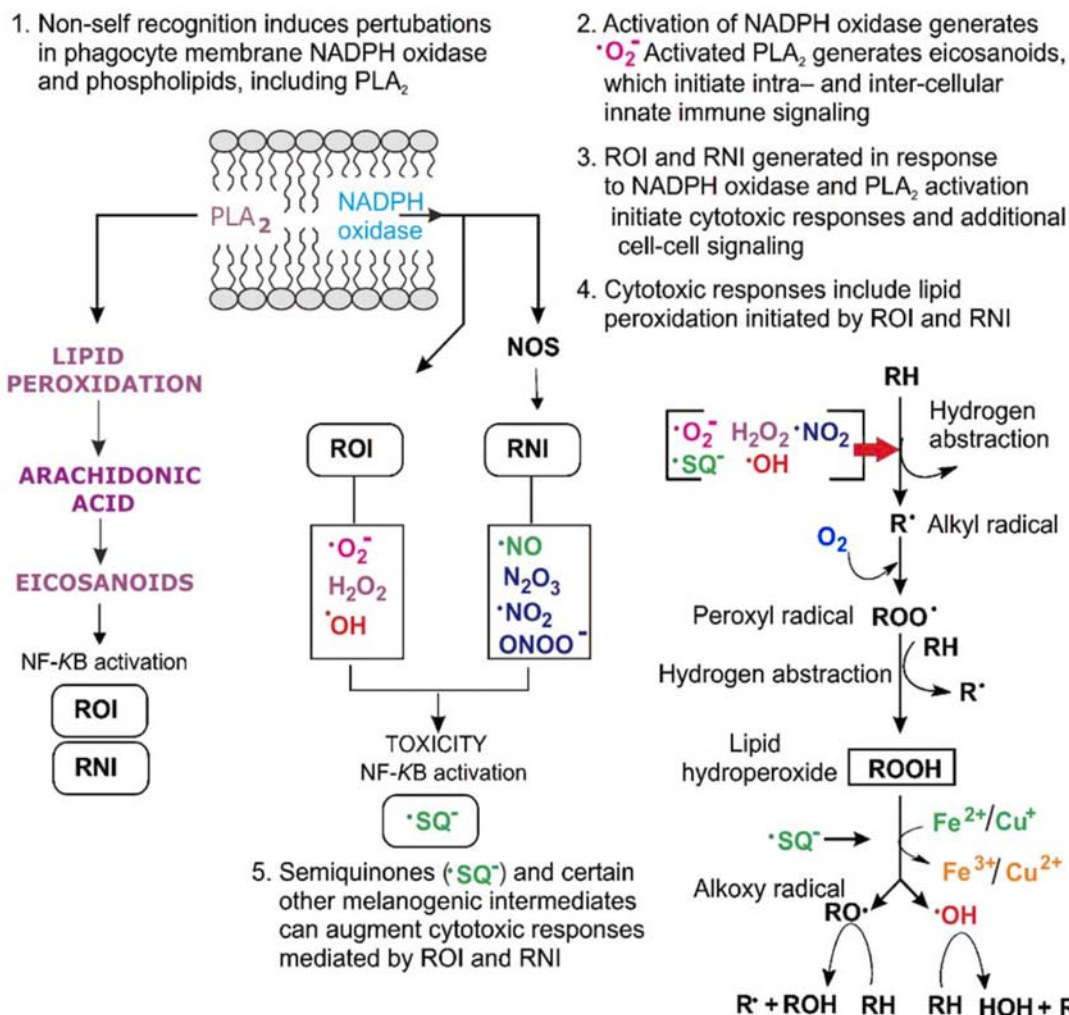 1. Non-self recognition induces pertubations
in phagocyte membrane NADPH oxidase
and phospholipids, including PLA₂
2. Activation of NADPH oxidase generates
·O₂⁻ Activated PLA₂ generates eicosanoids,
which initiate intra– and inter-cellular
innate immune signaling
3. ROI and RNI generated in response
to NADPH oxidase and PLA₂ activation
initiate cytotoxic responses and additional
cell-cell signaling
4. Cytotoxic responses include lipid
peroxidation initiated by ROI and RNI
PLA₂
NADPH
oxidase
LIPID
PEROXIDATION
ARACHIDONIC
ACID
EICOSANOIDS
NF-KB activation
ROI
RNI
NOS
ROI
RNI
·O₂⁻
H₂O₂
·OH
·NO
N₂O₃
·NO₂
ONOO⁻
TOXICITY
NF-KB activation
·SQ⁻
5. Semiquinones (·SQ⁻) and certain
other melanogenic intermediates
can augment cytotoxic responses
mediated by ROI and RNI
RH
·O₂⁻ H₂O₂ ·NO₂
·SQ⁻ ·OH
Hydrogen
abstraction
R· Alkyl radical
O₂
Peroxyl radical ROO·
RH
Hydrogen abstraction
R·
Lipid
hydroperoxide
ROOH
·SQ⁻
Fe²⁺/Cu⁺
Fe³⁺/Cu²⁺
Alkoxy radical
RO·
·OH
R· + ROH RH RH HOH + R